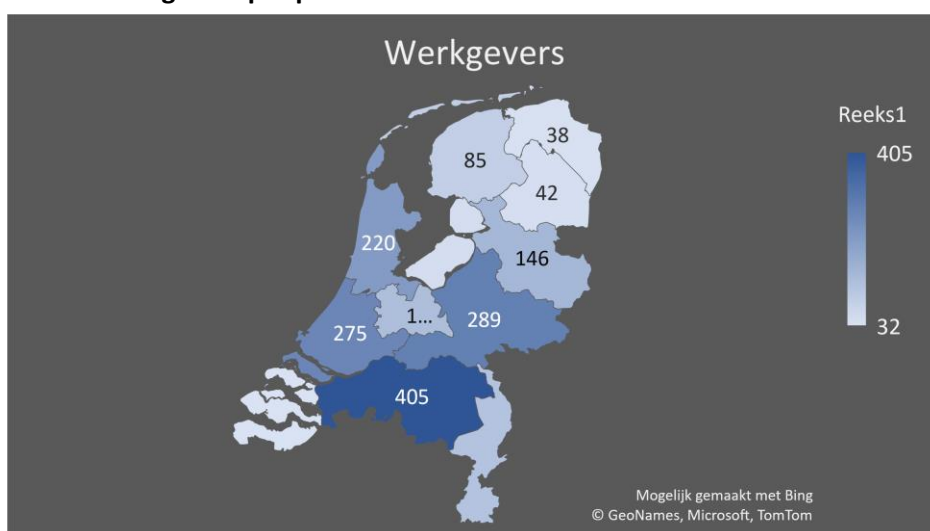 Werkgevers
Reeks1
405
32
38
85
42
220
146
1...
275
289
405
Mogelijk gemaakt met Bing
© GeoNames, Microsoft, TomTom